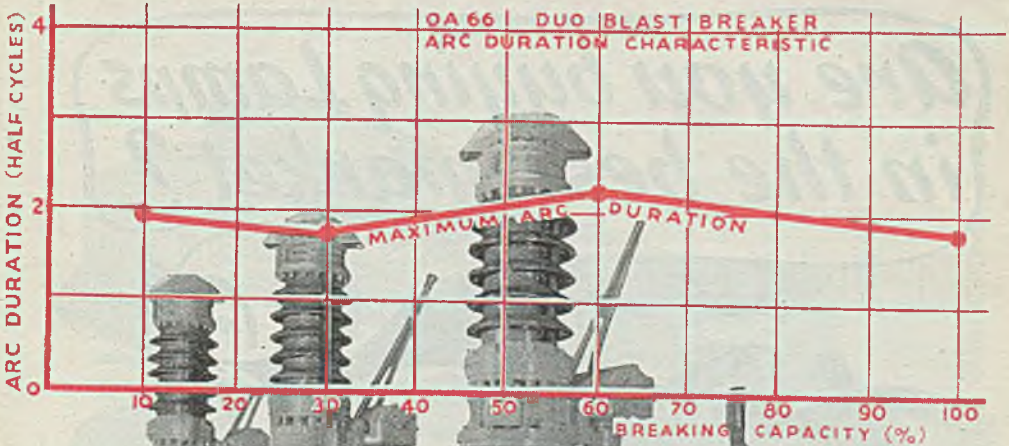 OA 66 DUO BLAST BREAKER
ARC DURATION CHARACTERISTIC
ARC DURATION (HALF CYCLES)
4
2
0
MAXIMUM ARC DURATION
10 20 30 40 50 60 70 80 90 100
BREAKING CAPACITY (%)